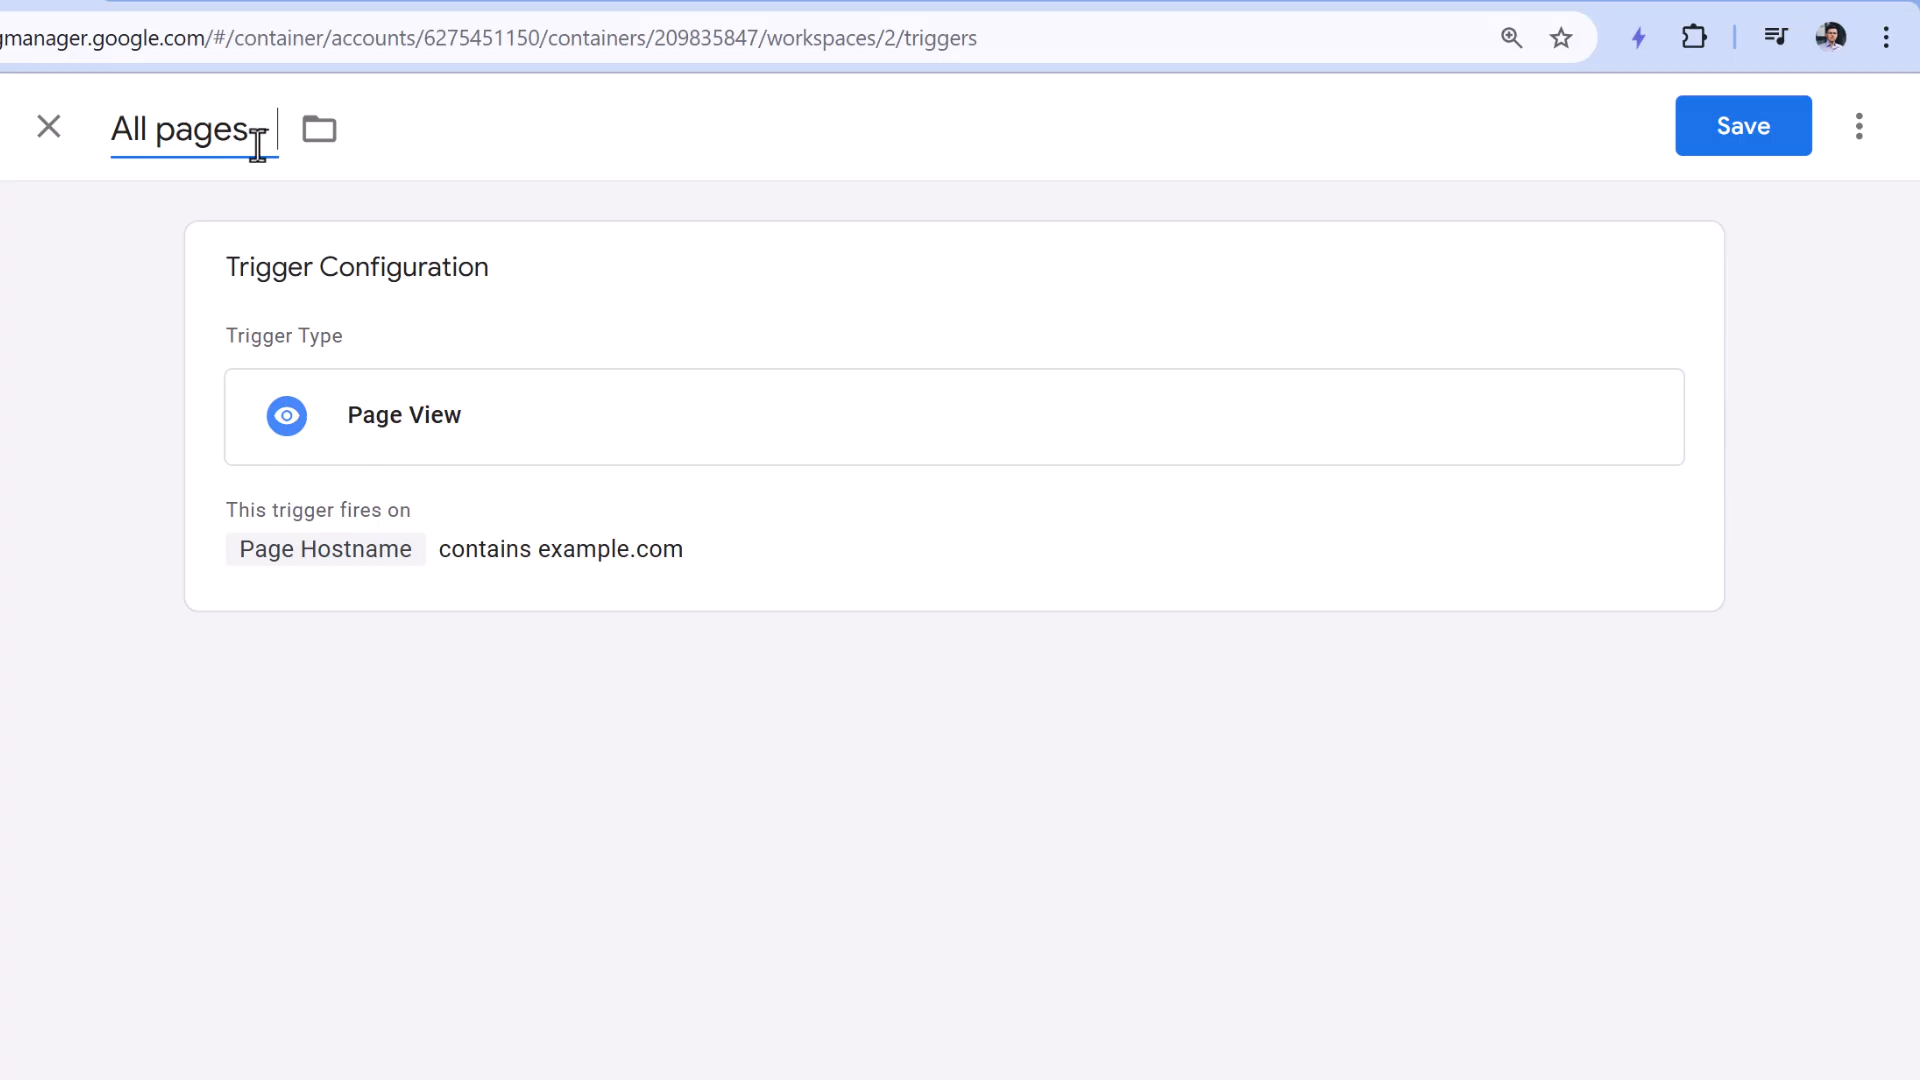 gmanager.google.com/#/container/accounts/6275451150/containers/209835847/workspaces/2/triggers
All pages -
Save
Trigger Configuration
Trigger Type
Page View
This trigger fires on
Page Hostname contains example.com